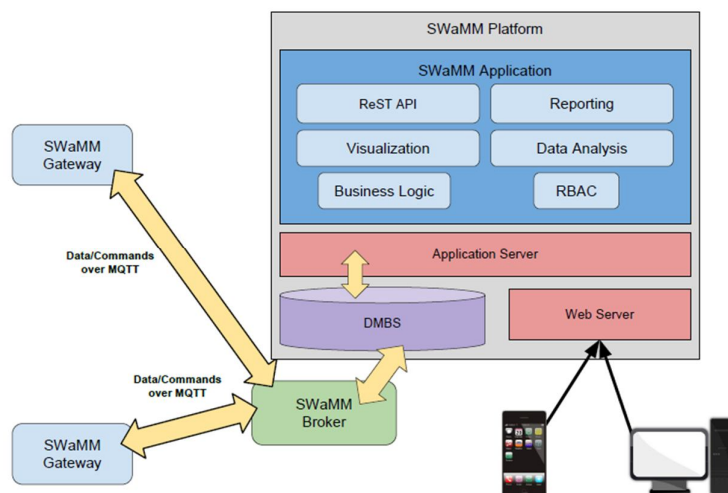 SWaMM Platform
SWaMM Application
ReST API
Reporting
Visualization
Data Analysis
Business Logic
RBAC
Application Server
DMBS
Web Server
SWaMM
Gateway
Data/Commands
over MQTT
Data/Commands
over MQTT
SWaMM
Broker
SWaMM
Gateway